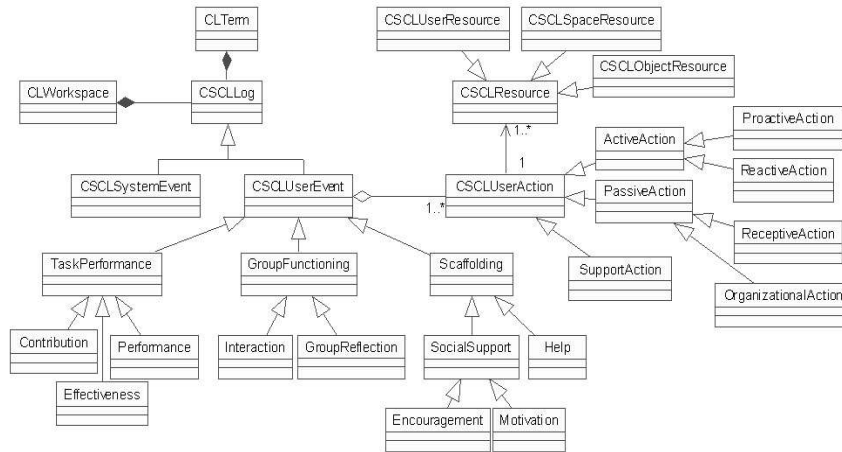 CLTerm
CSCLUserResource
CSCLSpaceResource
CSCLObjectResource
CLWorkspace
CSCLLog
CSCLResource
ProactiveAction
1..*
ActiveAction
1
ReactiveAction
CSCLSystemEvent
CSCLUserEvent
CSCLUserAction
PassiveAction
1..*
ReceptiveAction
TaskPerformance
GroupFunctioning
Scaffolding
SupportAction
OrganizationalAction
Contribution
Performance
Interaction
GroupReflection
SocialSupport
Help
Effectiveness
Encouragement
Motivation